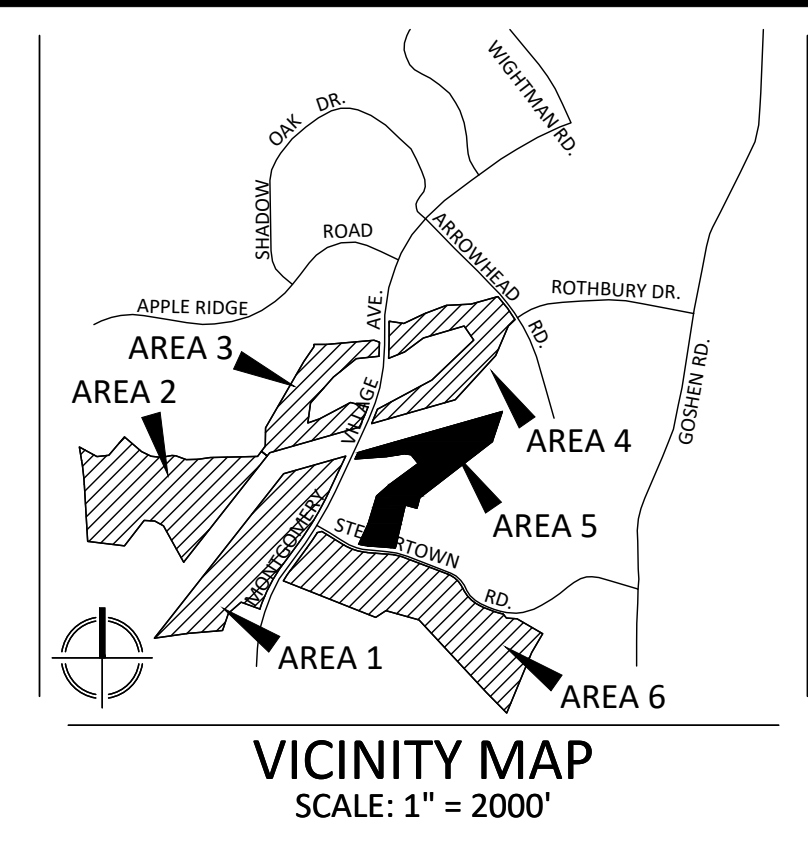 WIGHTMAN RD.
SHADOW OAK DR.
ARROWHEAD RD.
APPLE RIDGE ROAD
ROTHBURY DR.
GOSHEN RD.
MONTGOMERY VILLAGE AVE.
AREA 3
AREA 2
AREA 4
AREA 5
RD.
AREA 1
AREA 6
VICINITY MAP
SCALE: 1" = 2000'